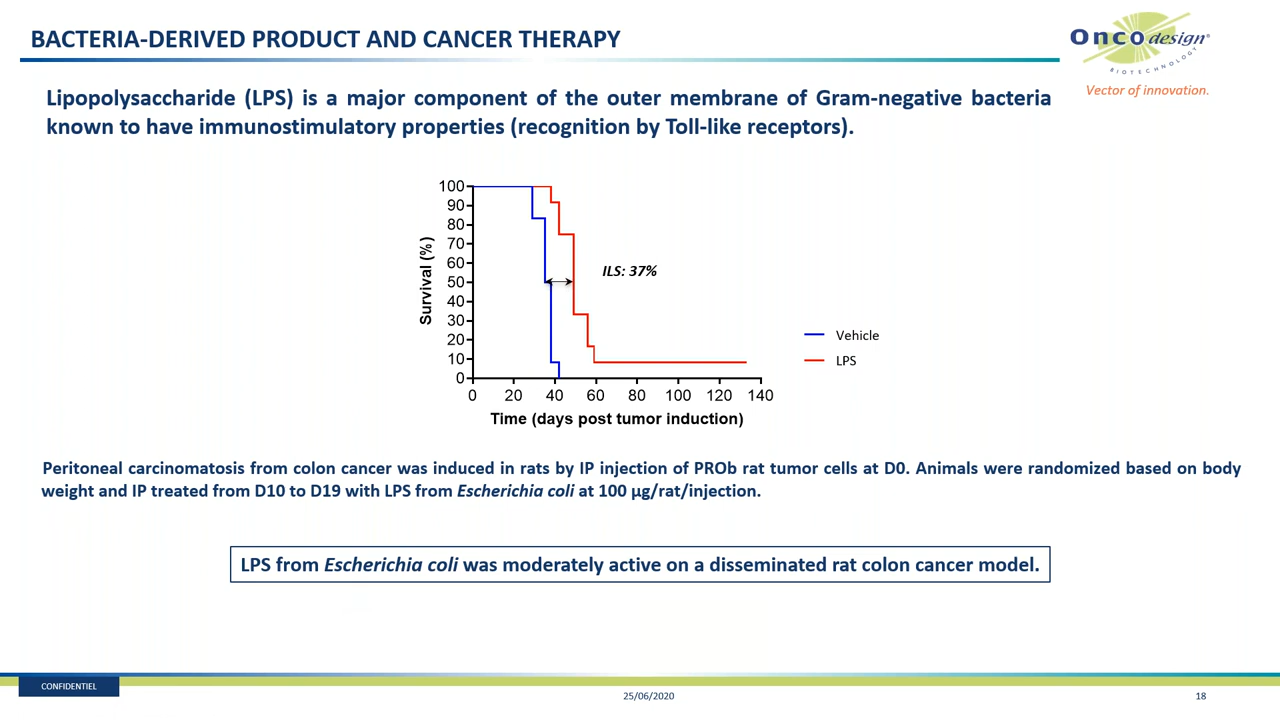 BACTERIA-DERIVED PRODUCT AND CANCER THERAPY
Oncodesign®
BIOTECHNOLOGY
Vector of innovation.
Lipopolysaccharide (LPS) is a major component of the outer membrane of Gram-negative bacteria
known to have immunostimulatory properties (recognition by Toll-like receptors).
100
90
80
70
60
50
40
30
20
10
0
Survival (%)
ILS: 37%
Vehicle
LPS
0 20 40 60 80 100 120 140
Time (days post tumor induction)
Peritoneal carcinomatosis from colon cancer was induced in rats by IP injection of PROb rat tumor cells at D0. Animals were randomized based on body
weight and IP treated from D10 to D19 with LPS from Escherichia coli at 100 µg/rat/injection.
LPS from Escherichia coli was moderately active on a disseminated rat colon cancer model.
CONFIDENTIEL
25/06/2020
18